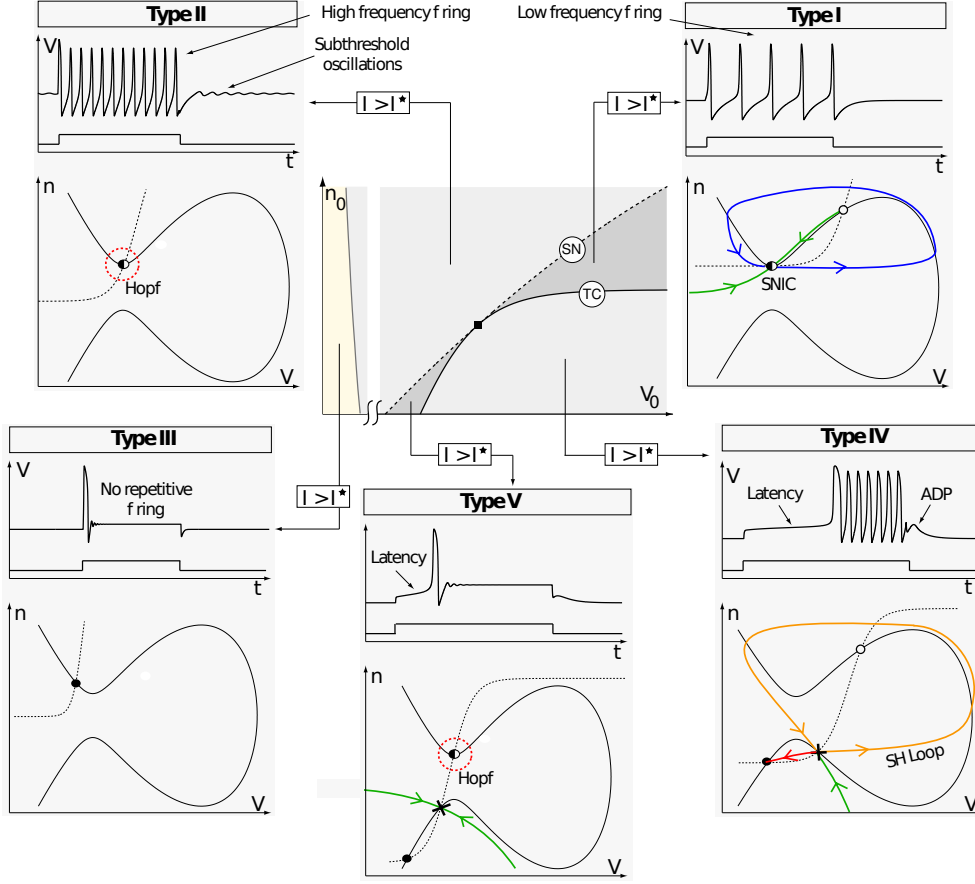 Type II
High frequency f ring
Subthreshold
oscillations
V
t
n
Hopf
V
I > I★
Low frequency f ring
Type I
V
t
n
SNIC
V
I > I★
n0
SN
TC
V0
Type III
V
No repetitive
f ring
t
n
V
I > I★
I > I★
Type V
V
Latency
t
n
Hopf
V
I > I★
Type IV
V
Latency
ADP
t
n
SH Loop
V